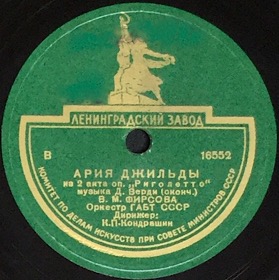 ЛЕНИНГРАДСКИЙ ЗАВОД
В 16552
АРИЯ ДЖИЛЬДЫ
из 2 акта оп. „Риголетто"
музыка Д. Верди (оконч.)
В. М. ФИРСОВА
Оркестр ГАБТ СССР
Дирижер:
К.П.Кондрашин
КОМИТЕТ ПО ДЕЛАМ ИСКУССТВ ПРИ СОВЕТЕ МИНИСТРОВ СССР